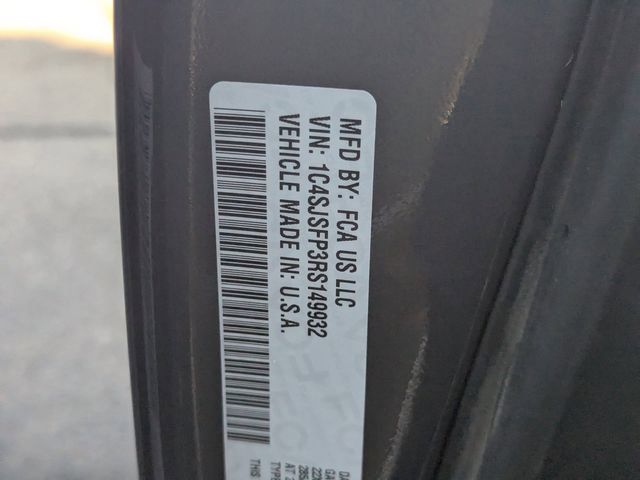 MFD BY: FCA US LLC
VIN: 1C4SJSFP3RS149932
VEHICLE MADE IN: U.S.A.